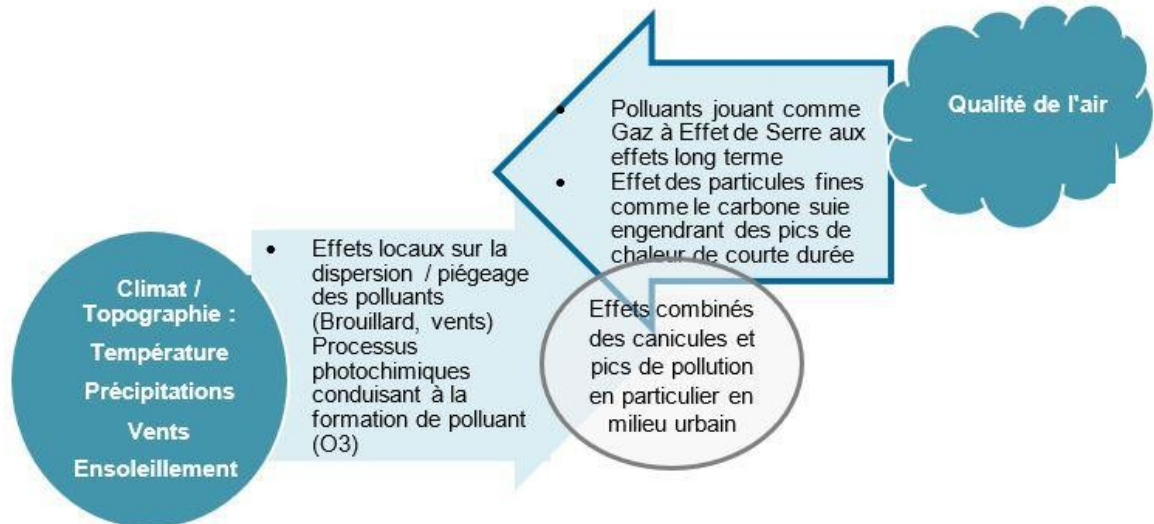 Qualité de l'air
• Polluants jouant comme
Gaz à Effet de Serre aux
effets long terme
• Effet des particules fines
comme le carbone suie
engendrant des pics de
chaleur de courte durée
Climat /
Topographie :
Température
Précipitations
Vents
Ensoleillement
• Effets locaux sur la
dispersion / piégeage
des polluants
(Brouillard, vents)
Processus
photochimiques
conduisant à la
formation de polluant
(O3)
Effets combinés
des canicules et
pics de pollution
en particulier en
milieu urbain